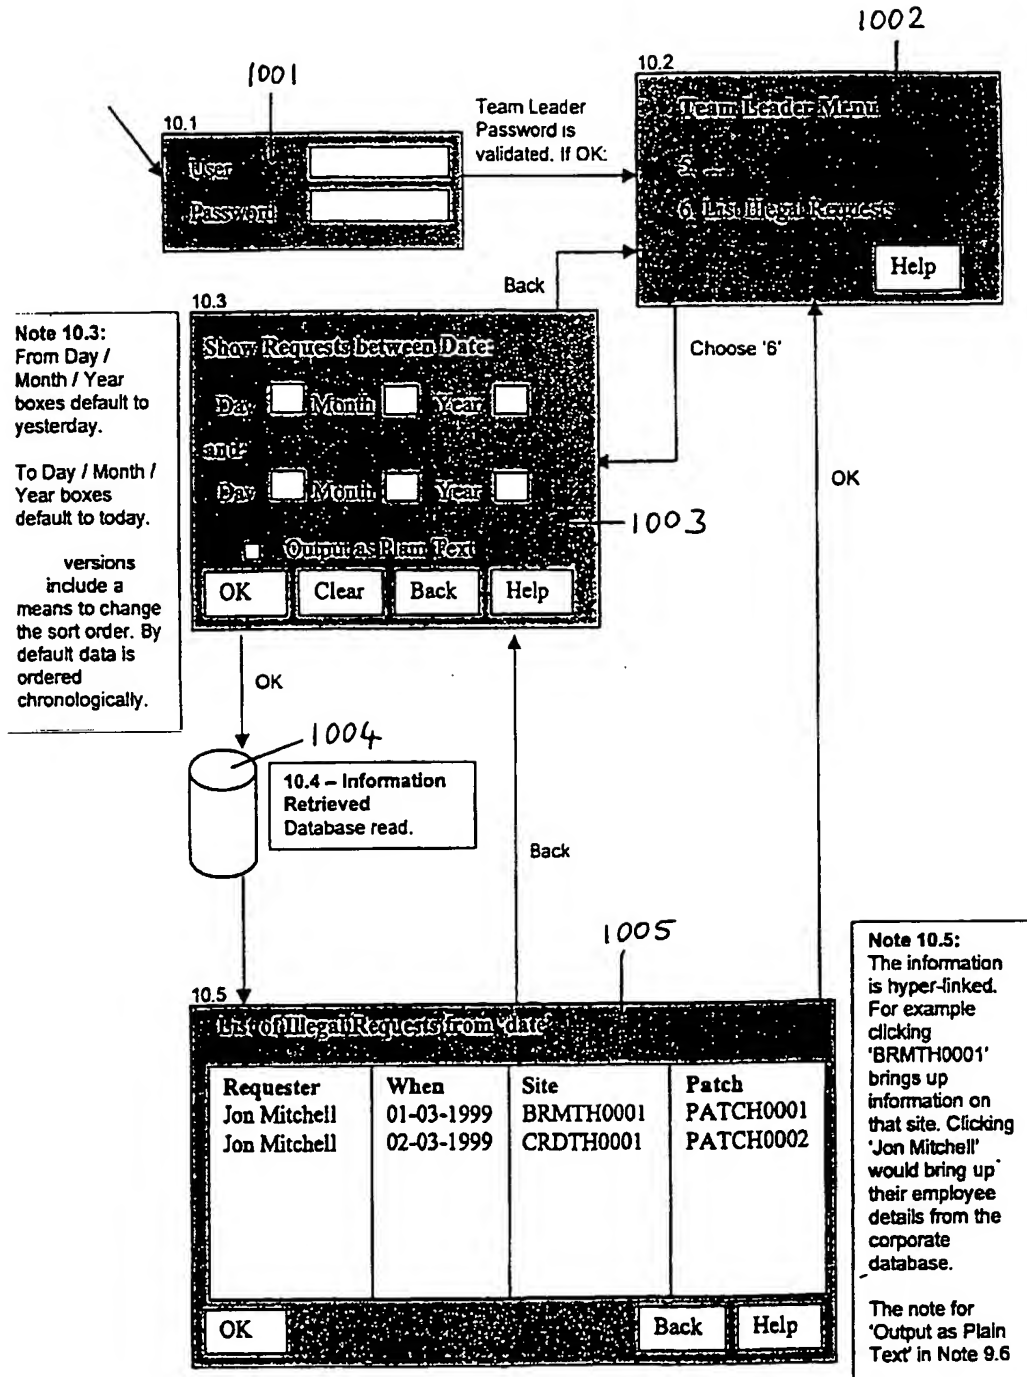 1002
1001
10.2
10.1
Team Leader
Password is
validated. If OK:
Team Leader Menu
User
Password
5. ...
6. List Illegal Requests
Help
Back
10.3
Note 10.3:
From Day /
Month / Year
boxes default to
yesterday.
To Day / Month /
Year boxes
default to today.
versions
include a
means to change
the sort order. By
default data is
ordered
chronologically.
Show Requests between Date:
Day Month Year
and
Day Month Year
Output as Plain Text
OK Clear Back Help
1003
Choose '6'
OK
OK
1004
10.4 – Information
Retrieved
Database read.
Back
1005
10.5
List of Illegal Requests from 'date'
Requester When Site Patch
Jon Mitchell 01-03-1999 BRMTH0001 PATCH0001
Jon Mitchell 02-03-1999 CRDTH0001 PATCH0002
OK Back Help
Note 10.5:
The information
is hyper-linked.
For example
clicking
'BRMTH0001'
brings up
information on
that site. Clicking
'Jon Mitchell'
would bring up
their employee
details from the
corporate
database.
The note for
'Output as Plain
Text' in Note 9.6